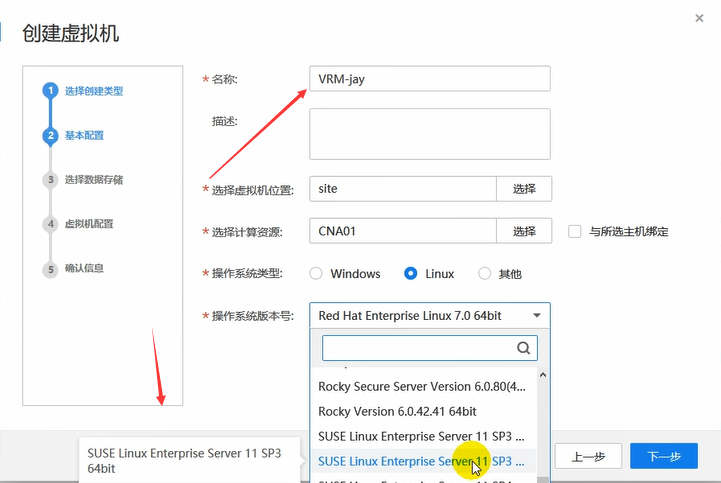 创建虚拟机
×
1 选择创建类型
2 基本配置
3 选择数据存储
4 虚拟机配置
5 确认信息
* 名称: VRM-jay
描述:
* 选择虚拟机位置: site 选择
* 选择计算资源: CNA01 选择 与所选主机绑定
* 操作系统类型: Windows Linux 其他
* 操作系统版本号: Red Hat Enterprise Linux 7.0 64bit
Rocky Secure Server Version 6.0.80(4...
Rocky Version 6.0.42.41 64bit
SUSE Linux Enterprise Server 11 SP3 ...
SUSE Linux Enterprise Server 11 SP3 ...
SUSE Linux Enterprise Server 11 SP3
64bit
上一步 下一步